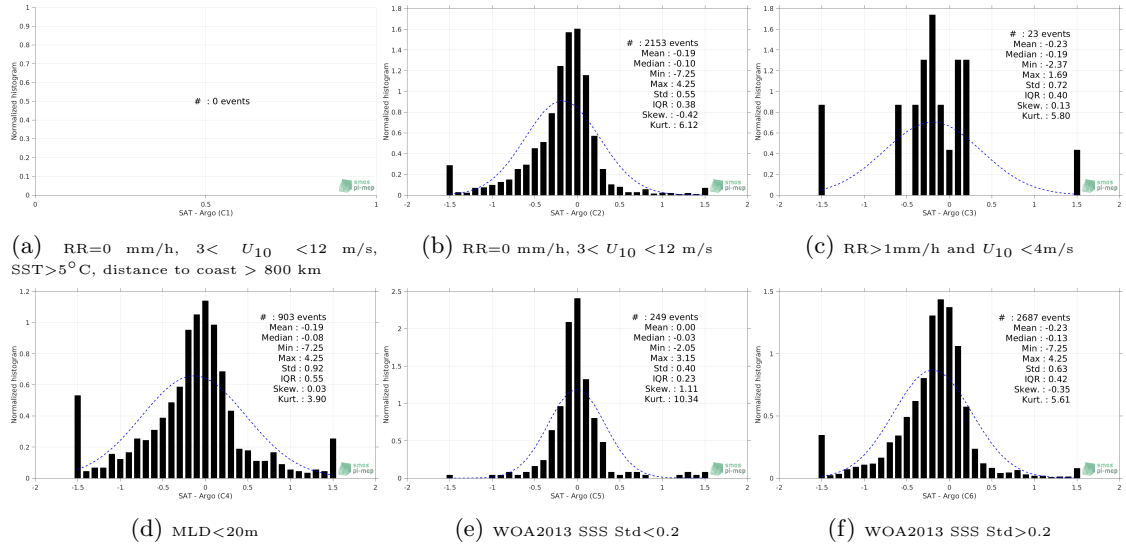 1
0.9
0.8
0.7
0.6
0.5
0.4
0.3
0.2
0.1
0
Normalized histogram
# : 0 events
0
0.5
1
SAT - Argo (C1)
smos
pi-mep
(a) RR=0 mm/h, 3< U10 <12 m/s,
SST>5°C, distance to coast > 800 km
1.8
1.6
1.4
1.2
1
0.8
0.6
0.4
0.2
0
Normalized histogram
# : 2153 events
Mean : -0.19
Median : -0.10
Min : -7.25
Max : 4.25
Std : 0.55
IQR : 0.38
Skew. : -0.42
Kurt. : 6.12
-2 -1.5 -1 -0.5 0 0.5 1 1.5 2
SAT - Argo (C2)
smos
pi-mep
(b) RR=0 mm/h, 3< U10 <12 m/s
1.8
1.6
1.4
1.2
1
0.8
0.6
0.4
0.2
0
Normalized histogram
# : 23 events
Mean : -0.23
Median : -0.19
Min : -2.37
Max : 1.69
Std : 0.72
IQR : 0.40
Skew. : 0.13
Kurt. : 5.80
-2 -1.5 -1 -0.5 0 0.5 1 1.5 2
SAT - Argo (C3)
smos
pi-mep
(c) RR>1mm/h and U10 <4m/s
1.2
1
0.8
0.6
0.4
0.2
0
Normalized histogram
# : 903 events
Mean : -0.19
Median : -0.08
Min : -7.25
Max : 4.25
Std : 0.92
IQR : 0.55
Skew. : 0.03
Kurt. : 3.90
-2 -1.5 -1 -0.5 0 0.5 1 1.5 2
SAT - Argo (C4)
smos
pi-mep
(d) MLD<20m
2.5
2
1.5
1
0.5
0
Normalized histogram
# : 249 events
Mean : 0.00
Median : -0.03
Min : -2.05
Max : 3.15
Std : 0.40
IQR : 0.23
Skew. : 1.11
Kurt. : 10.34
-2 -1.5 -1 -0.5 0 0.5 1 1.5 2
SAT - Argo (C5)
smos
pi-mep
(e) WOA2013 SSS Std<0.2
1.5
1
0.5
0
Normalized histogram
# : 2687 events
Mean : -0.23
Median : -0.13
Min : -7.25
Max : 4.25
Std : 0.63
IQR : 0.42
Skew. : -0.35
Kurt. : 5.61
-2 -1.5 -1 -0.5 0 0.5 1 1.5 2
SAT - Argo (C6)
smos
pi-mep
(f) WOA2013 SSS Std>0.2